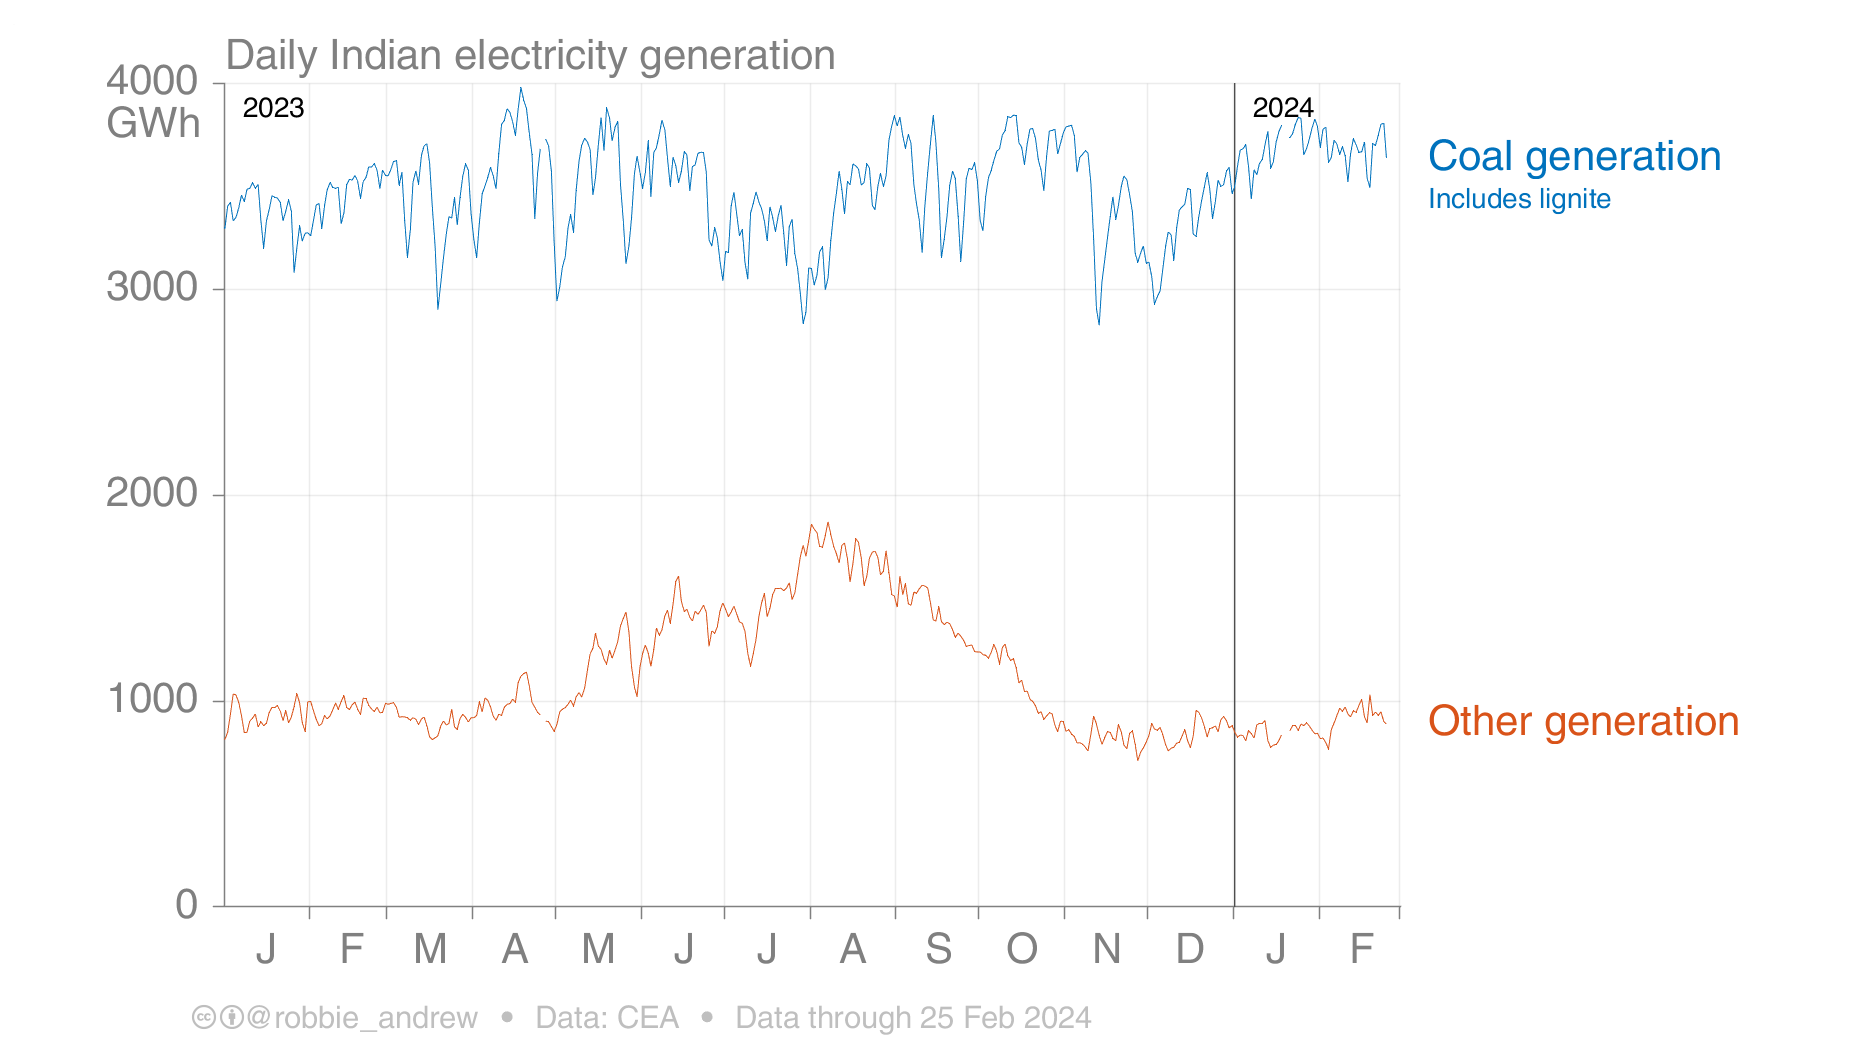 Daily Indian electricity generation
4000
GWh
2023
2024
Coal generation
Includes lignite
3000
2000
1000
Other generation
0
J F M A M J J A S O N D J F
@robbie_andrew • Data: CEA • Data through 25 Feb 2024